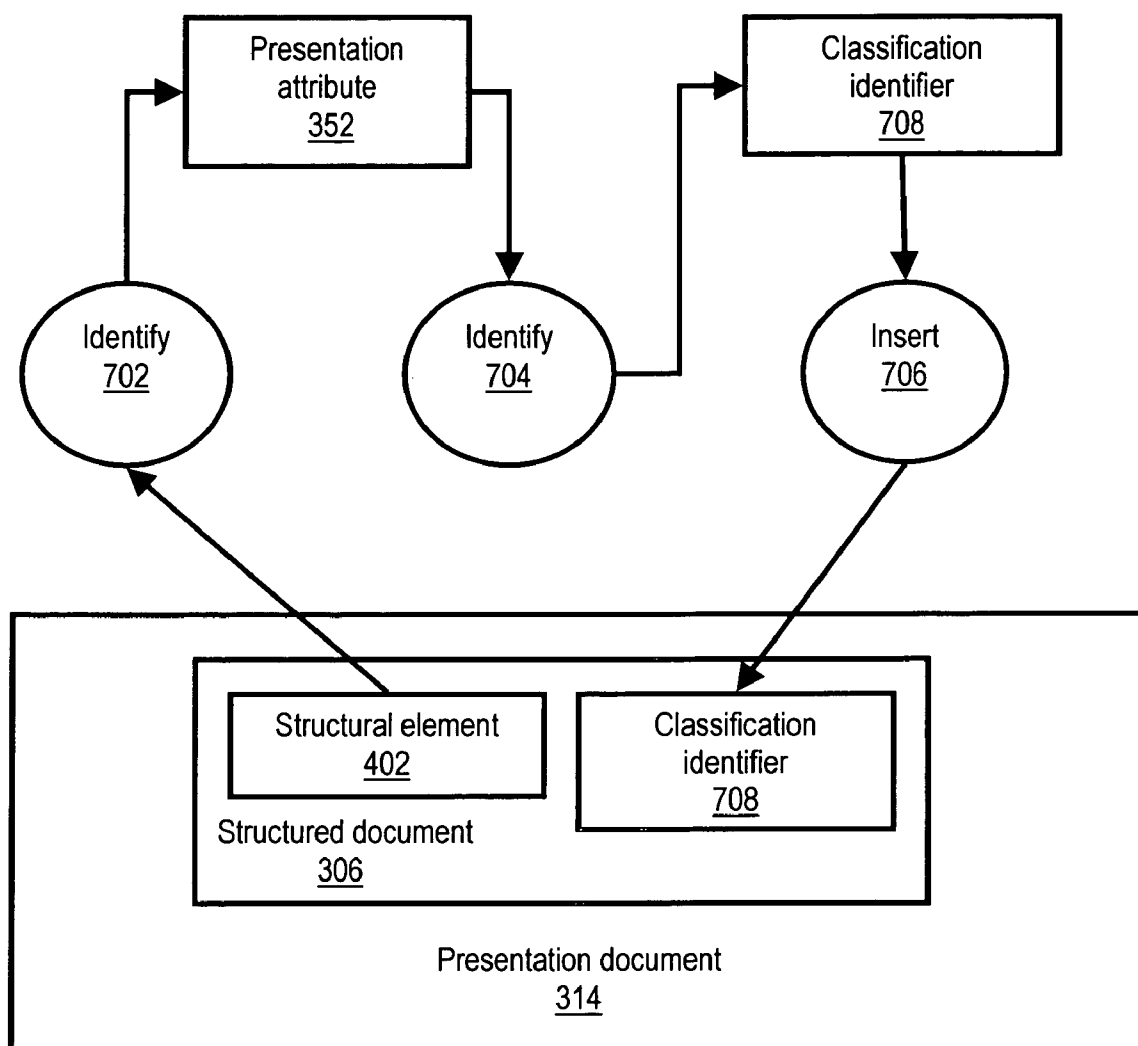 Presentation
attribute
352
Classification
identifier
708
Identify
702
Identify
704
Insert
706
Structural element
402
Classification
identifier
708
Structured document
306
Presentation document
314